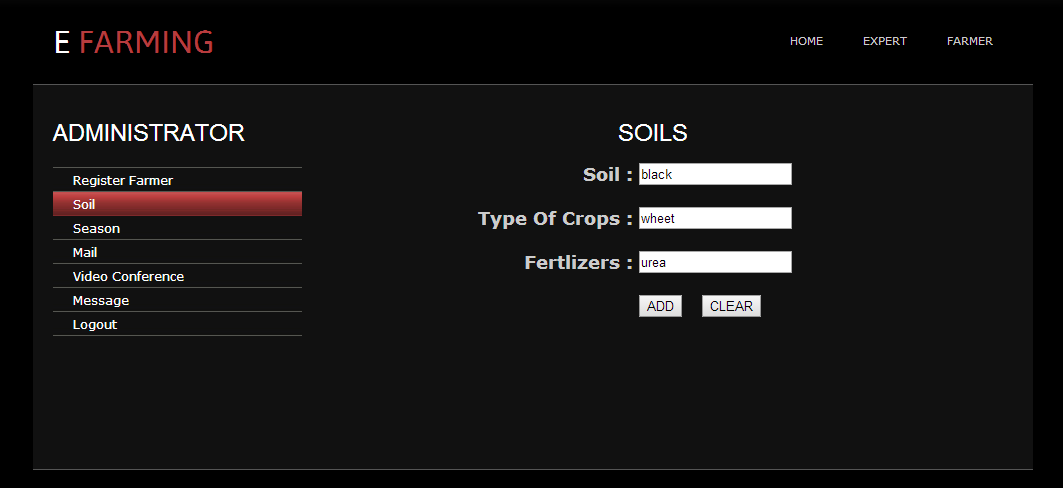 E FARMING
HOME EXPERT FARMER
ADMINISTRATOR
Register Farmer
Soil
Season
Mail
Video Conference
Message
Logout
SOILS
Soil : black
Type Of Crops : wheet
Fertlizers : urea
ADD CLEAR